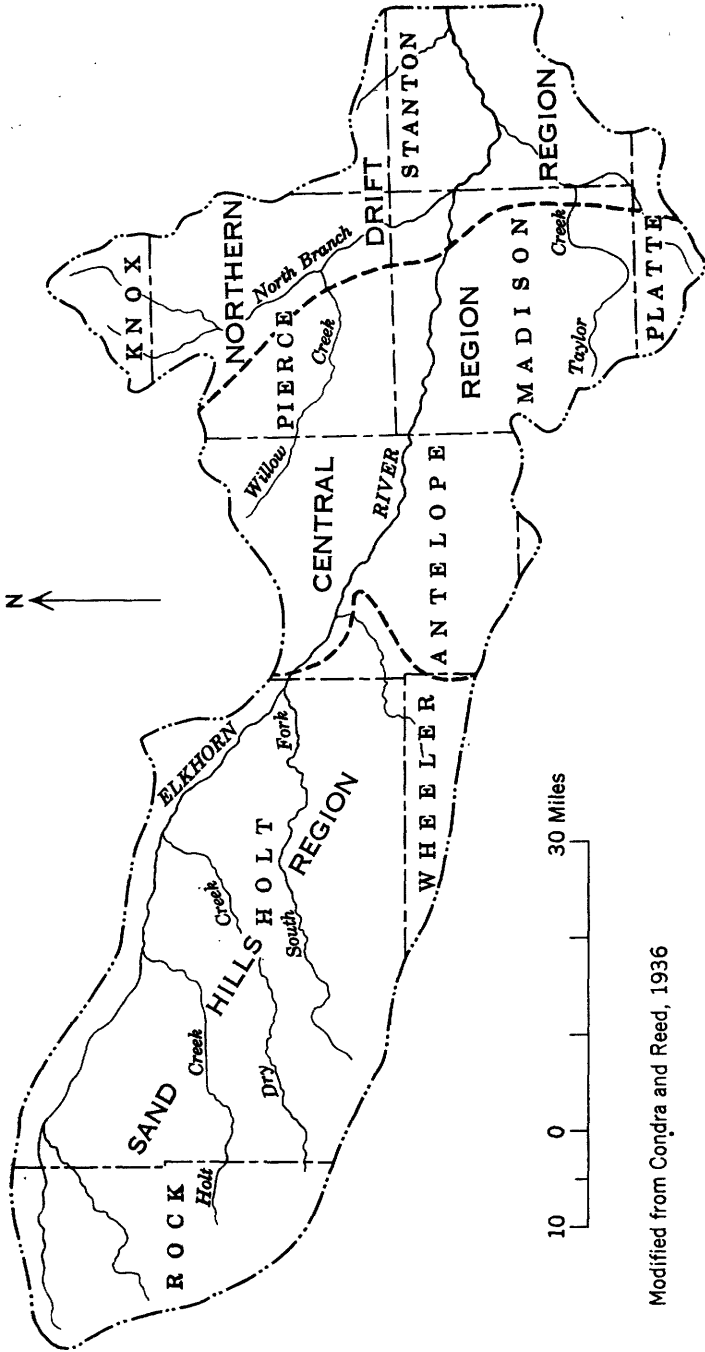 N
KNOX
NORTHERN
DRIFT
REGION
North Branch
STANTON
PIERCE
Willow Creek
CENTRAL
REGION
ELKHORN RIVER
ANTELOPE
MADISON
Taylor Creek
PLATTE
SAND HILLS REGION
ROCK
HOLT
Holt Creek
Dry Creek
South Fork
WHEELER
10 0 30 Miles
Modified from Condra and Reed, 1936